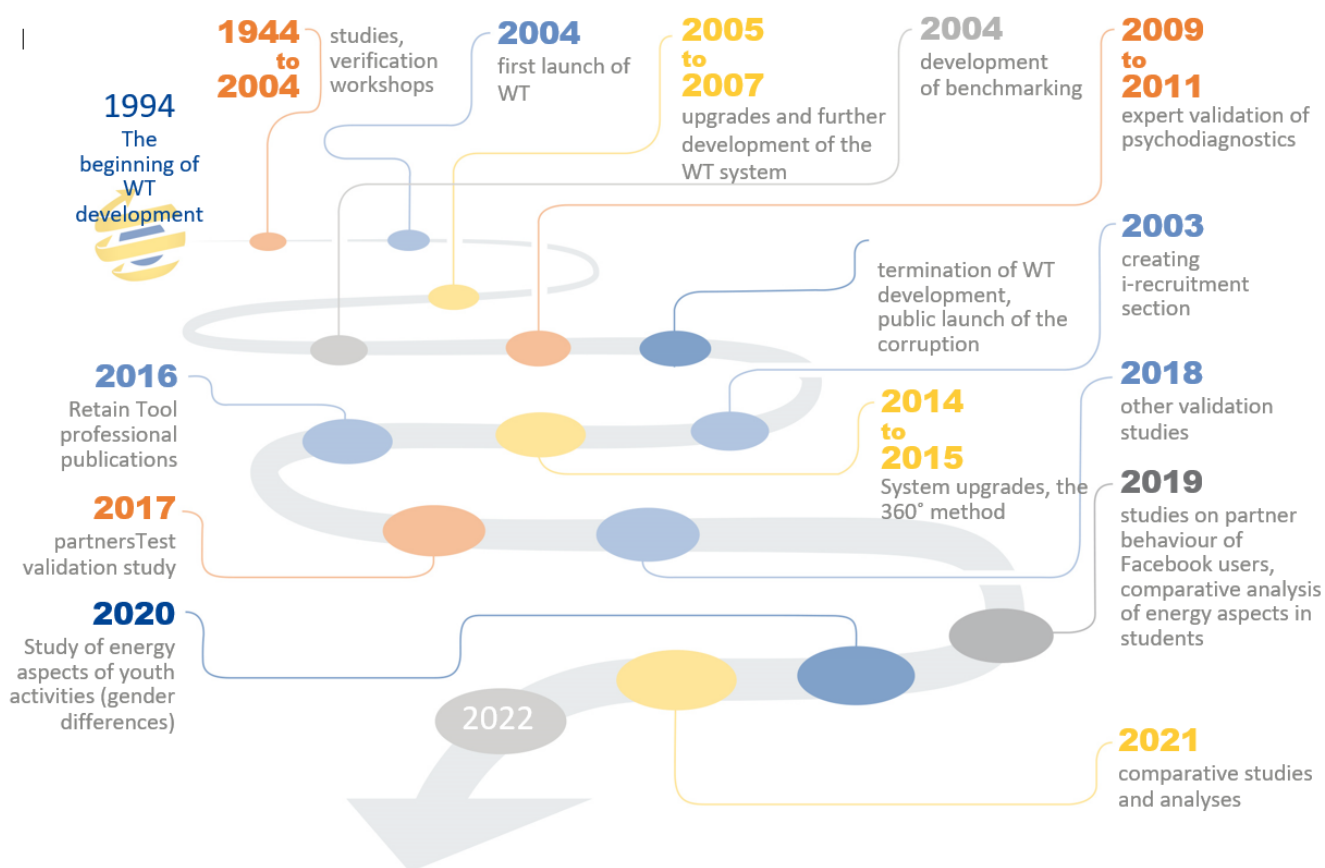 1994
The
beginning of
WT
development
1944
to
2004
studies,
verification
workshops
2004
first launch of
WT
2005
to
2007
upgrades and further
development of the
WT system
2004
development
of benchmarking
2009
to
2011
expert validation of
psychodiagnostics
termination of WT
development,
public launch of the
corruption
2003
creating
i-recruitment
section
2014
to
2015
System upgrades, the
360˚ method
2016
Retain Tool
professional
publications
2017
partnersTest
validation study
2018
other validation
studies
2019
studies on partner
behaviour of
Facebook users,
comparative analysis
of energy aspects in
students
2020
Study of energy
aspects of youth
activities (gender
differences)
2021
comparative studies
and analyses
2022